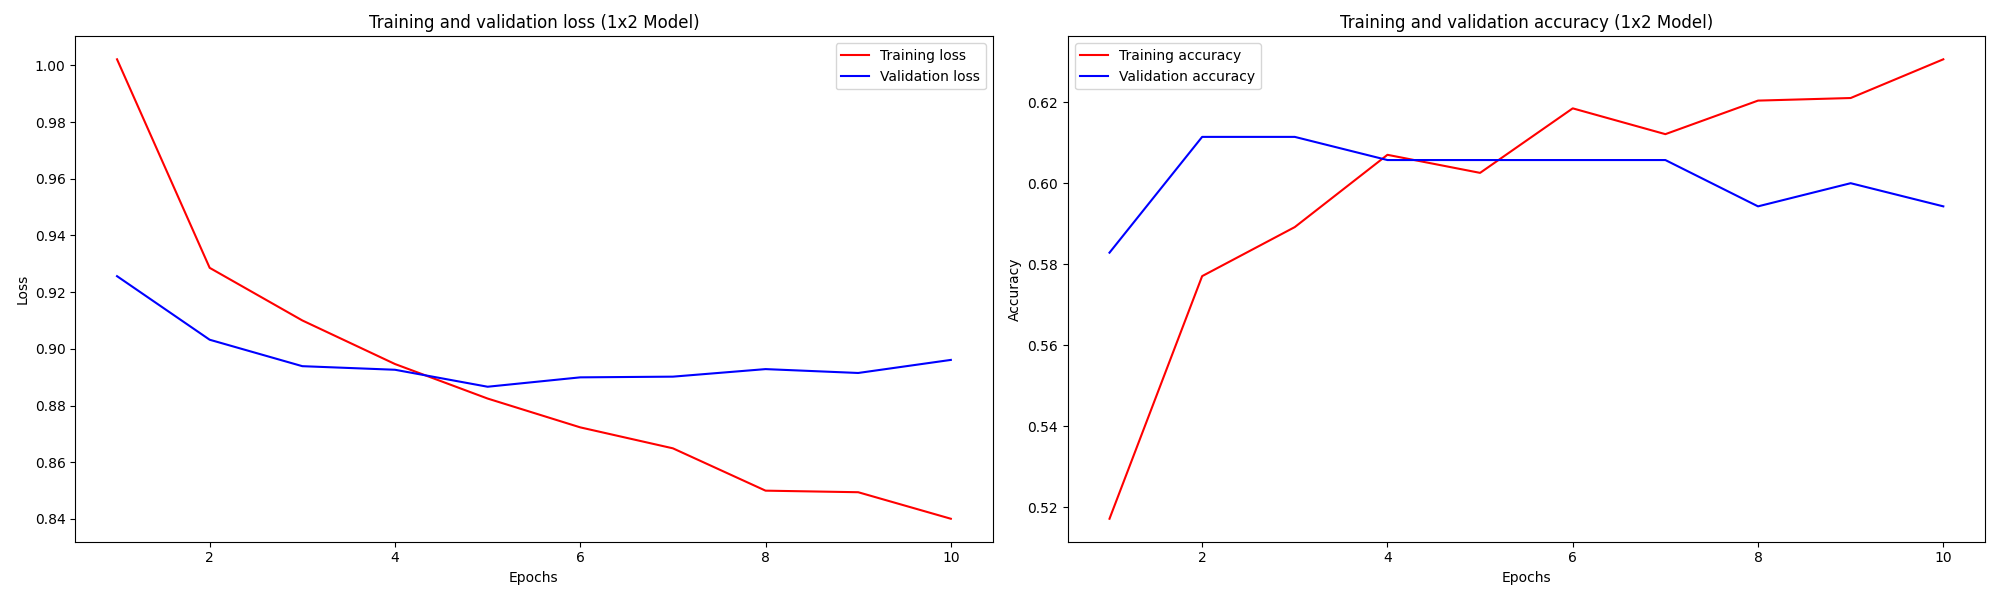 Training and validation loss (1x2 Model)
Training loss
Validation loss
1.00
0.98
0.96
0.94
0.92
0.90
0.88
0.86
0.84
Loss
2 4 6 8 10
Epochs
Training and validation accuracy (1x2 Model)
Training accuracy
Validation accuracy
0.62
0.60
0.58
0.56
0.54
0.52
Accuracy
2 4 6 8 10
Epochs